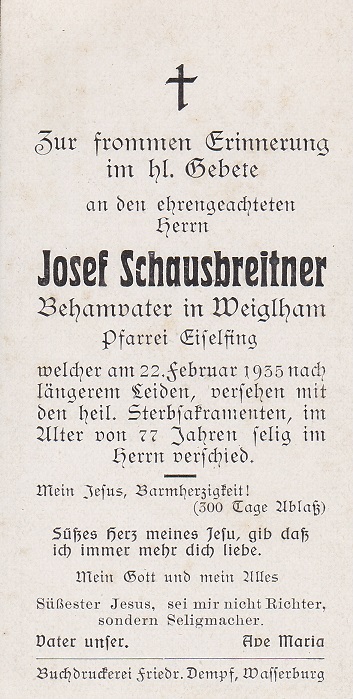 Zur frommen Erinnerung
im hl. Gebete
an den ehrengeachteten
Herrn
Josef Schausbreitner
Behamvater in Weiglham
Pfarrei Eiselfing
welcher am 22. Februar 1935 nach
längerem Leiden, versehen mit
den heil. Sterbsakramenten, im
Alter von 77 Jahren selig im
Herrn verschied.
Mein Jesus, Barmherzigkeit!
(300 Tage Ablaß)
Süßes Herz meines Jesu, gib daß
ich immer mehr dich liebe.
Mein Gott und mein Alles
Süßester Jesus, sei mir nicht Richter,
sondern Seligmacher.
Vater unser. Ave Maria
Buchdruckerei Friedr. Dempf, Wasserburg